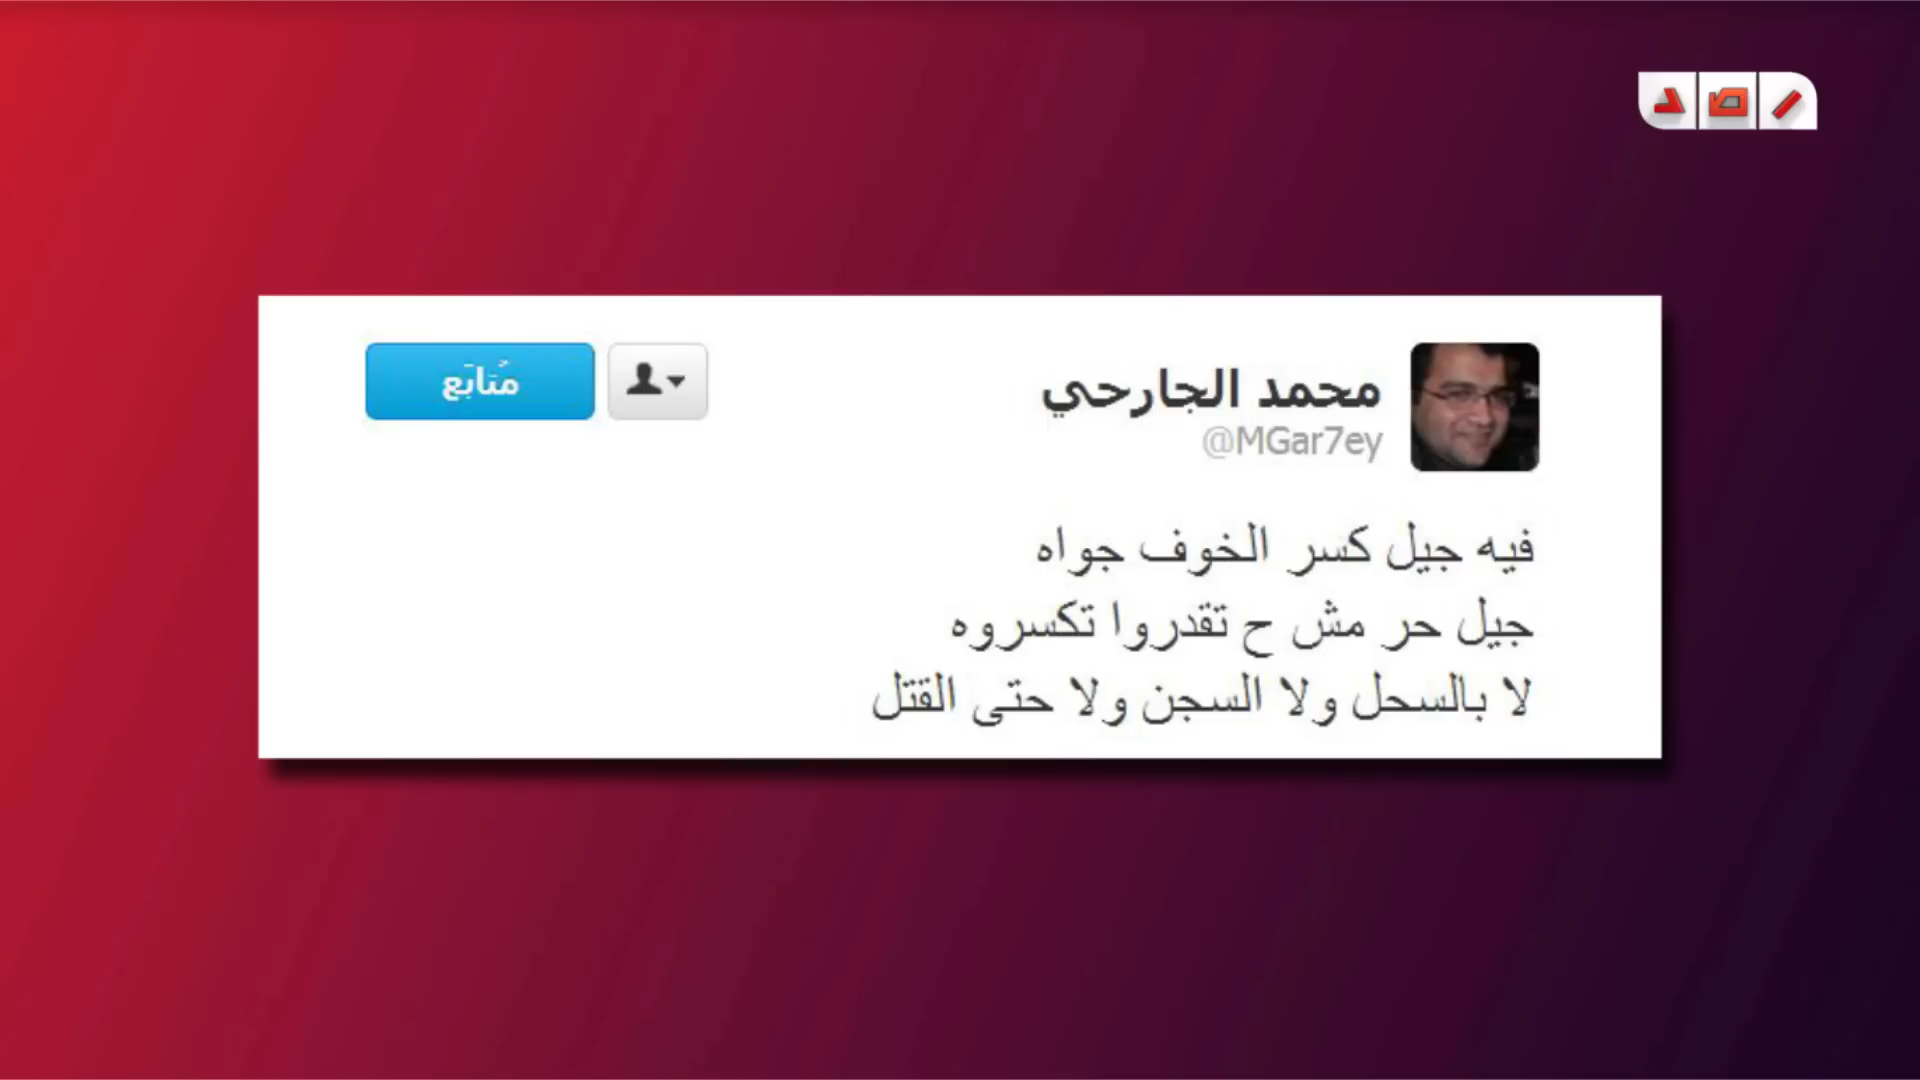 رصد
محمد الجارحي
@MGar7ey
مُتابَع
فيه جيل كسر الخوف جواه
جيل حر مش ح تقدروا تكسروه
لا بالسحل ولا السجن ولا حتى القتل